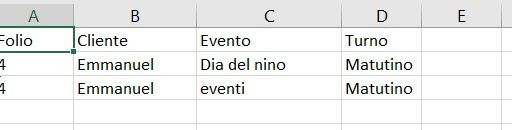 A B C D E
Folio Cliente Evento Turno
4 Emmanuel Dia del nino Matutino
4 Emmanuel eventi Matutino